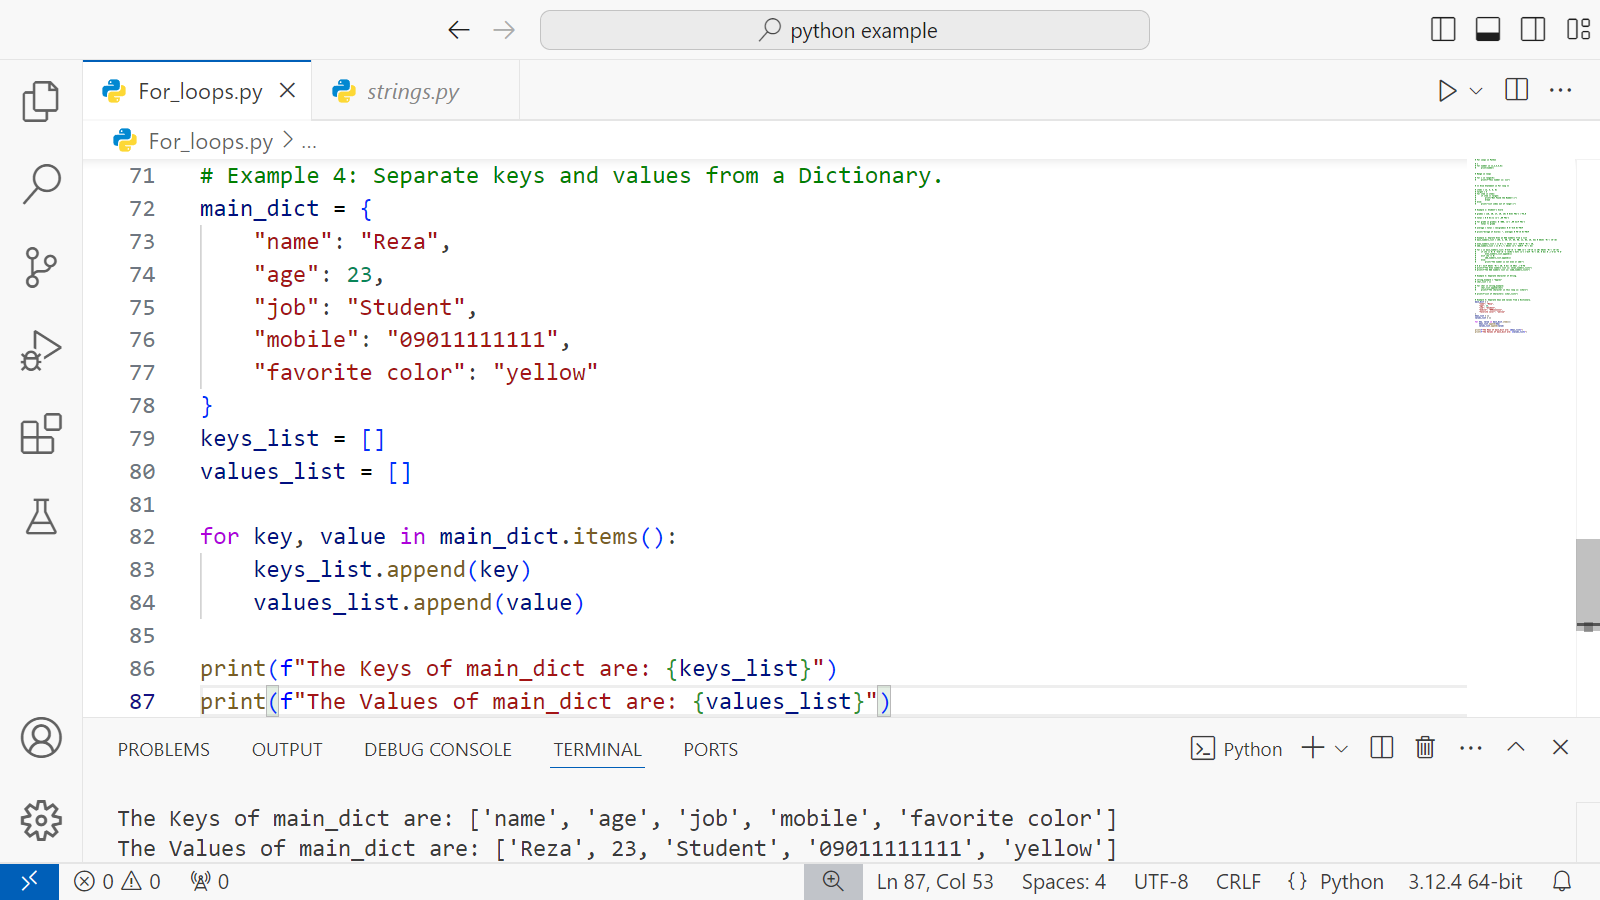 python example
For_loops.py
strings.py
For_loops.py > ...
71 # Example 4: Separate keys and values from a Dictionary.
72 main_dict = {
73     "name": "Reza",
74     "age": 23,
75     "job": "Student",
76     "mobile": "09011111111",
77     "favorite color": "yellow"
78 }
79 keys_list = []
80 values_list = []
81
82 for key, value in main_dict.items():
83     keys_list.append(key)
84     values_list.append(value)
85
86 print(f"The Keys of main_dict are: {keys_list}")
87 print(f"The Values of main_dict are: {values_list}")
PROBLEMS OUTPUT DEBUG CONSOLE TERMINAL PORTS Python
The Keys of main_dict are: ['name', 'age', 'job', 'mobile', 'favorite color']
The Values of main_dict are: ['Reza', 23, 'Student', '09011111111', 'yellow']
0 0 0 Ln 87, Col 53 Spaces: 4 UTF-8 CRLF {} Python 3.12.4 64-bit